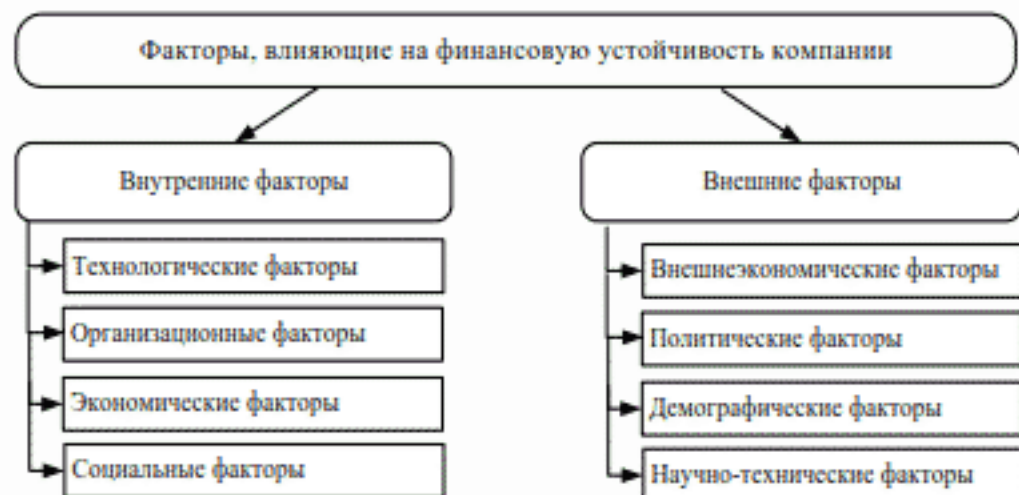 Факторы, влияющие на финансовую устойчивость компании
Внутренние факторы
Технологические факторы
Организационные факторы
Экономические факторы
Социальные факторы
Внешние факторы
Внешнеэкономические факторы
Политические факторы
Демографические факторы
Научно-технические факторы